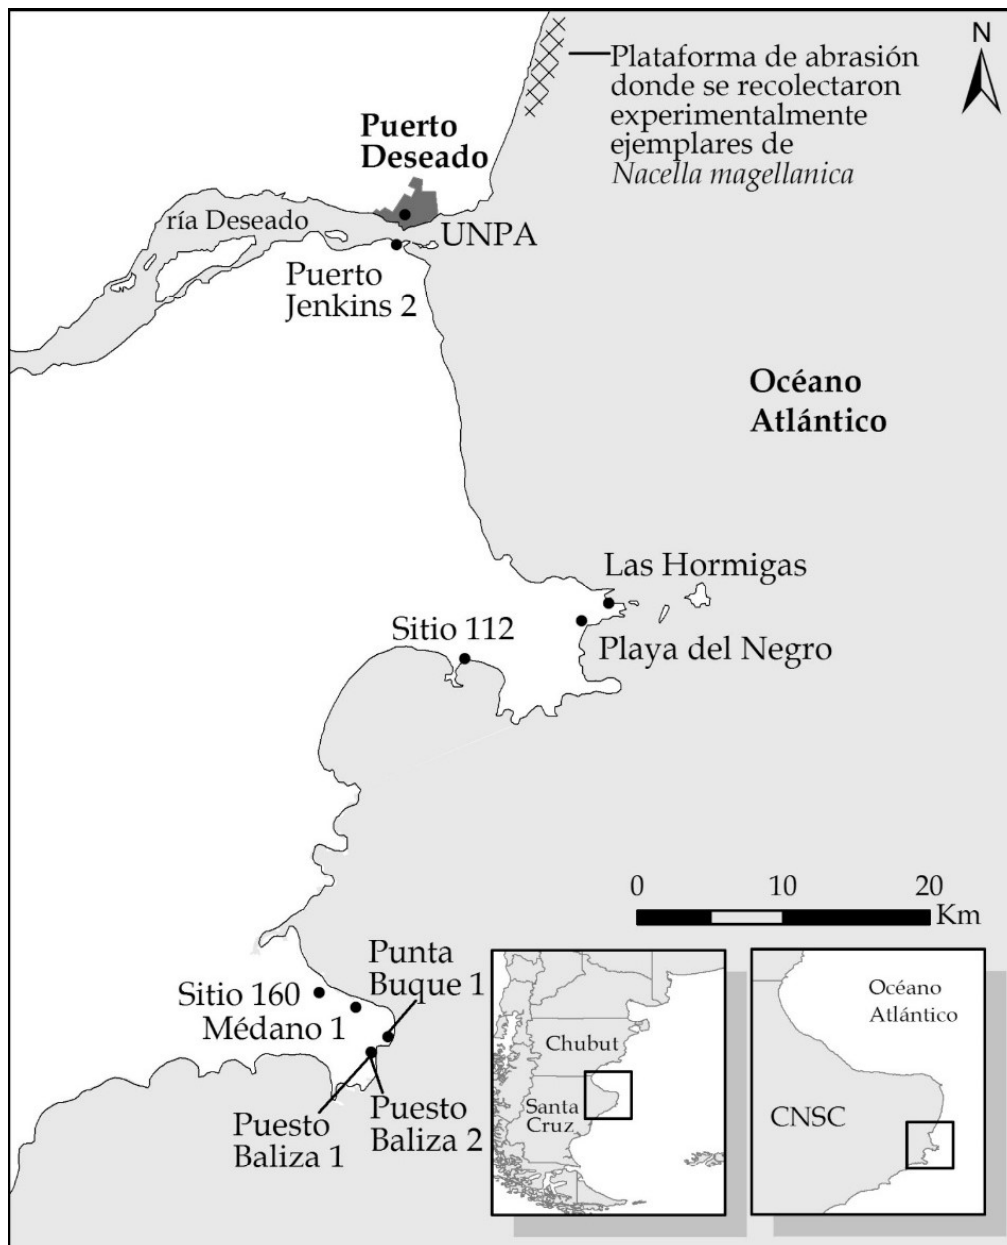 N
Plataforma de abrasión
donde se recolectaron
experimentalmente
ejemplares de
Nacella magellanica
Puerto
Deseado
ría Deseado
UNPA
Puerto
Jenkins 2
Océano
Atlántico
Las Hormigas
Sitio 112
Playa del Negro
0 10 20
Km
Punta
Buque 1
Sitio 160
Médano 1
Puesto
Baliza 1
Puesto
Baliza 2
Chubut
Santa
Cruz
Océano
Atlántico
CNSC